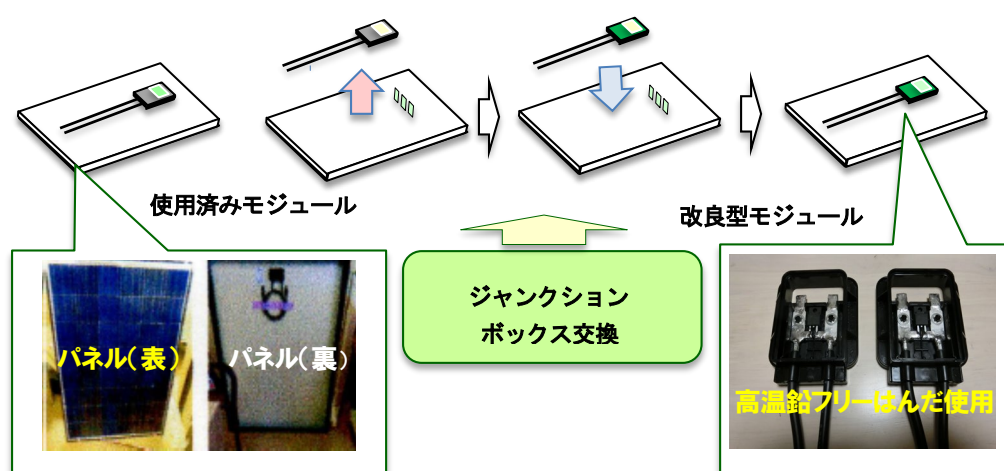 使用済みモジュール
改良型モジュール
ジャンクション
ボックス交換
パネル(表)
パネル(裏)
高温鉛フリーはんだ使用